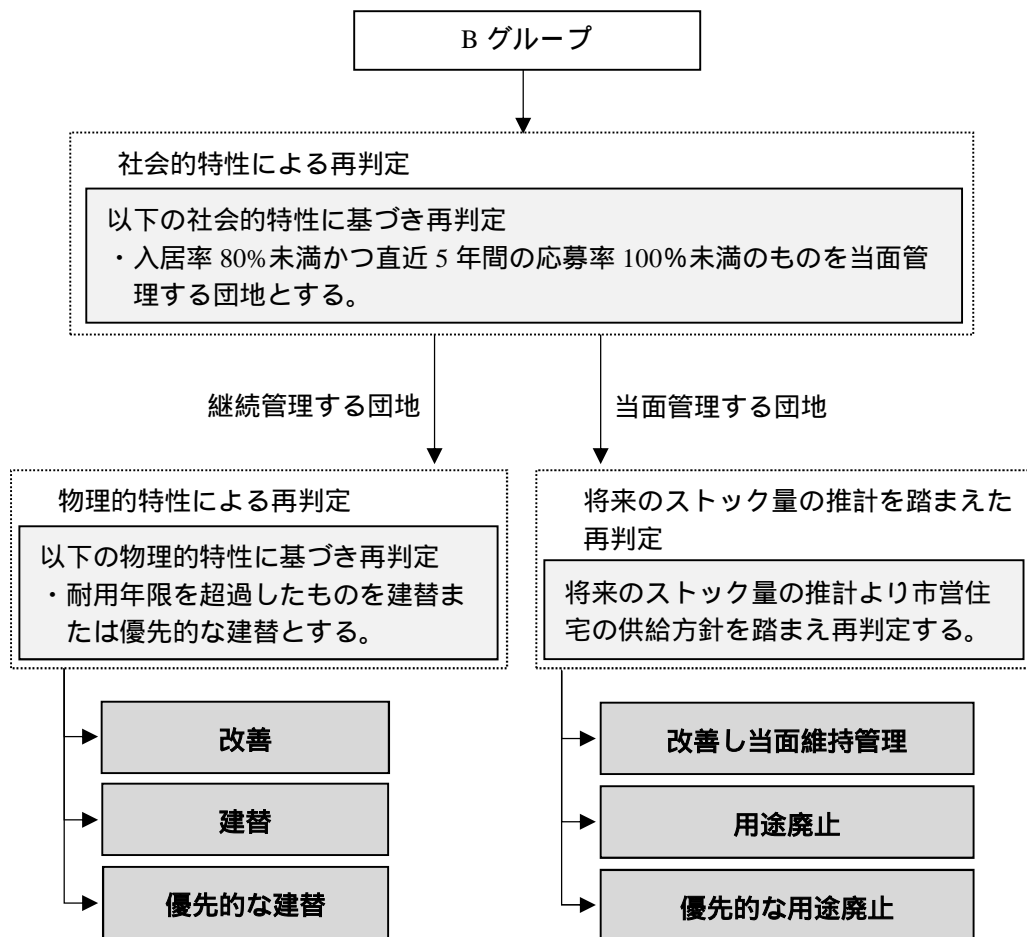 B グループ
社会的特性による再判定
以下の社会的特性に基づき再判定
・入居率 80%未満かつ直近 5 年間の応募率 100%未満のものを当面管
理する団地とする。
継続管理する団地
当面管理する団地
物理的特性による再判定
以下の物理的特性に基づき再判定
・耐用年限を超過したものを建替ま
たは優先的な建替とする。
将来のストック量の推計を踏まえた
再判定
将来のストック量の推計より市営住
宅の供給方針を踏まえ再判定する。
改善
建替
優先的な建替
改善し当面維持管理
用途廃止
優先的な用途廃止